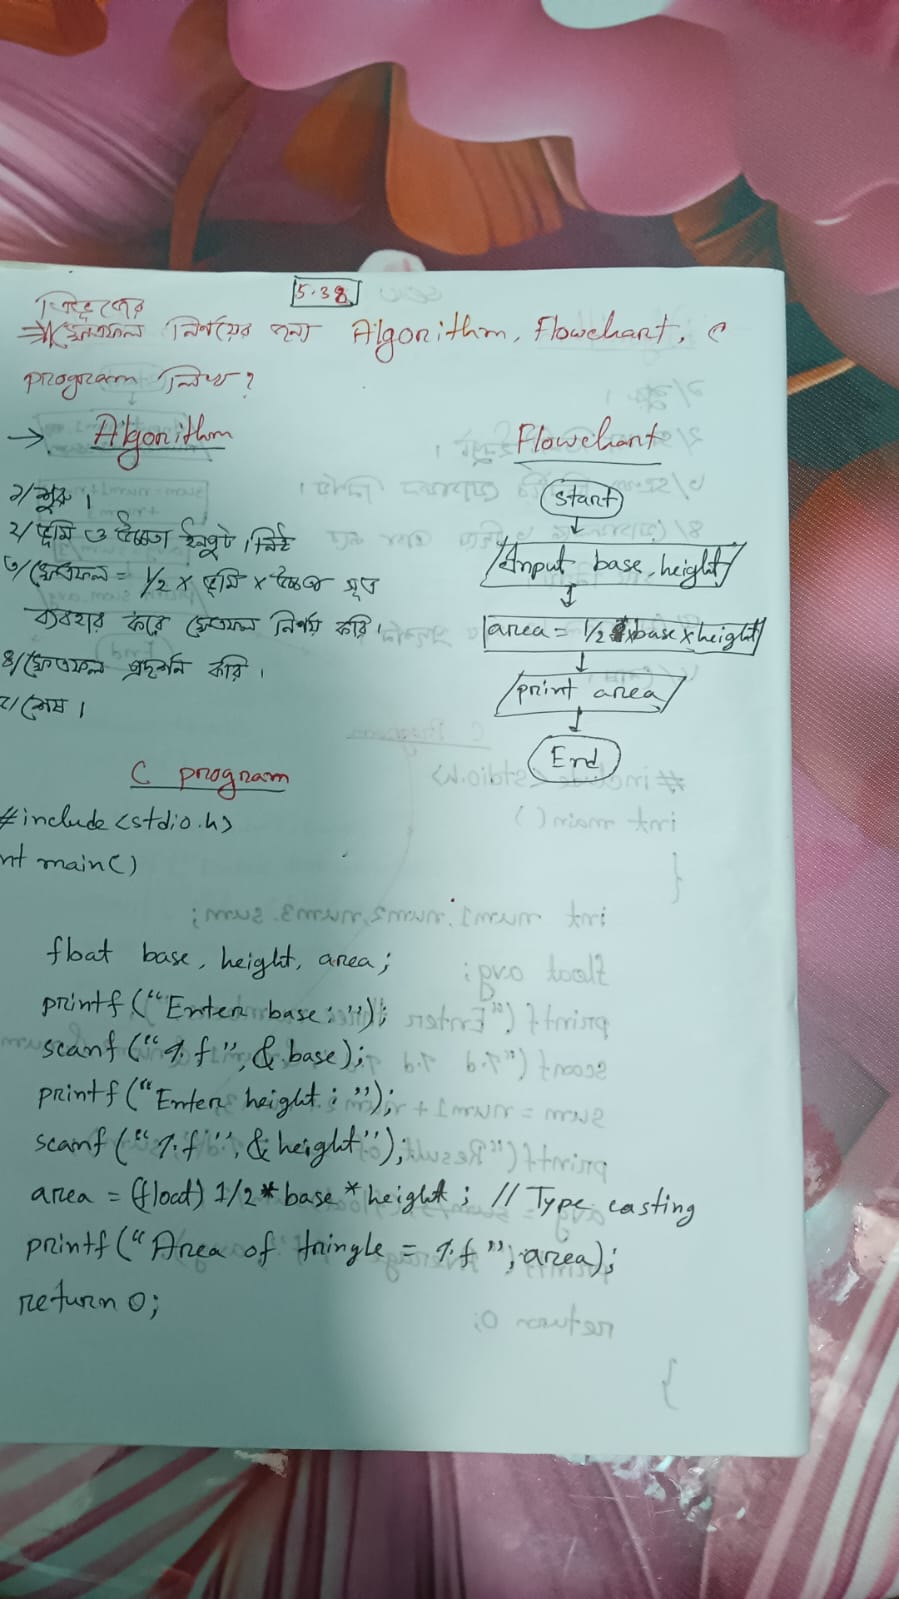 5.38
ত্রিভুজের
⇒ ক্ষেত্রফল নির্ণয়ের জন্য Algorithm, Flowchart, C
program লিখ?
→ Algorithm
১/ শুরু ।
২/ ভূমি ও উচ্চতা ইনপুট নিই
৩/ ক্ষেত্রফল = 1/2 × ভূমি × উচ্চতা সূত্র
ব্যবহার করে ক্ষেত্রফল নির্ণয় করি ।
৪/ ক্ষেত্রফল প্রদর্শন করি ।
৫/ শেষ ।
Flowchart
Start
Input base, height
area = 1/2 × base × height
print area
End
C program
#include <stdio.h>
int main()
float base, height, area;
printf ("Enter base: ");
scanf ("%f", & base);
printf ("Enter height: ");
scanf ("%f", & height");
area = (float) 1/2 * base * height; // Type casting
printf ("Area of tringle = %f ", area);
return 0;